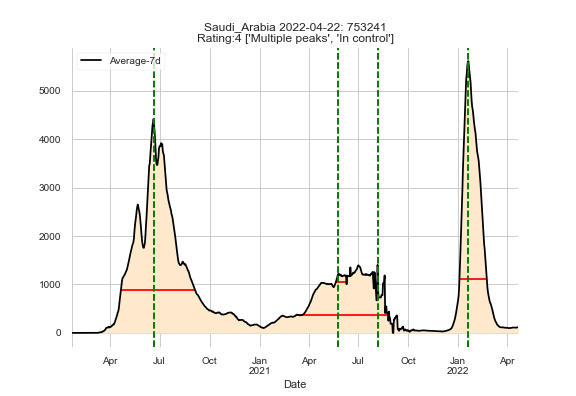 Saudi_Arabia 2022-04-22: 753241
Rating:4 ['Multiple peaks', 'In control']
Average-7d
5000
4000
3000
2000
1000
0
Apr Jul Oct Jan Apr Jul Oct Jan Apr
2021 2022
Date